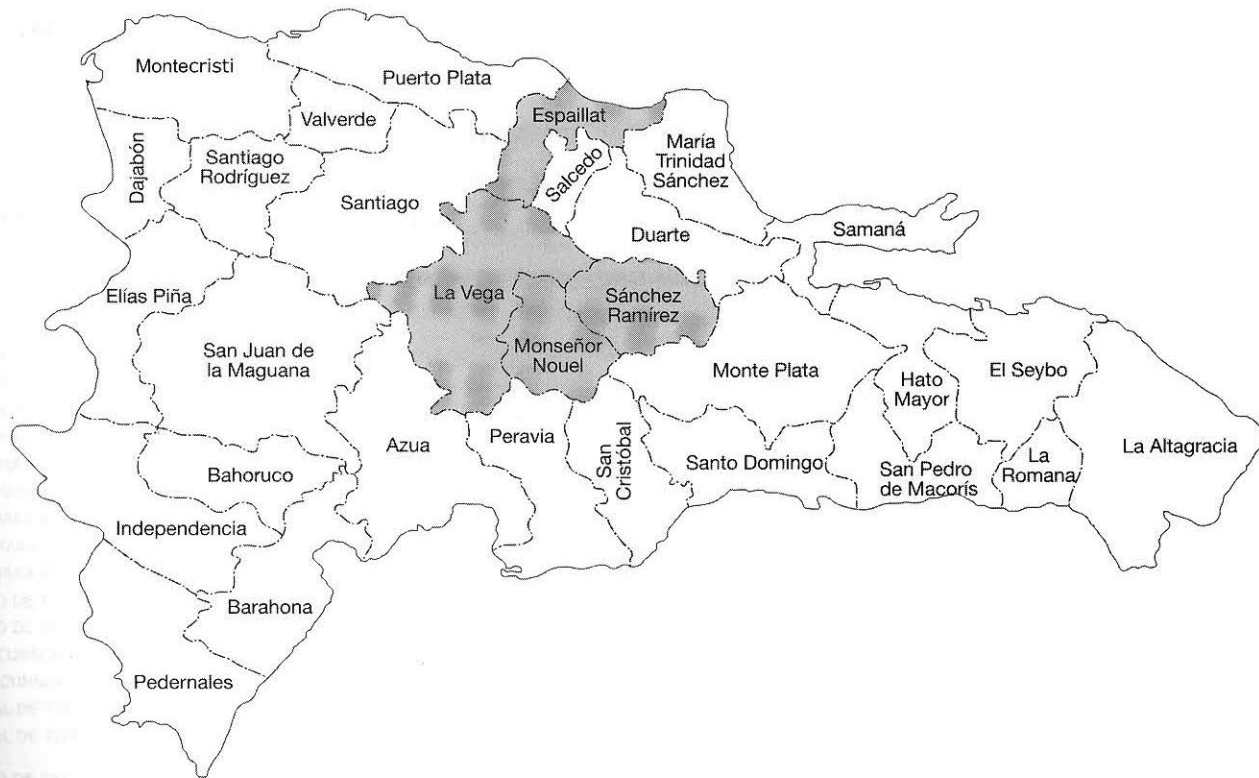 Montecristi
Puerto Plata
Espaillat
Valverde
María
Trinidad
Sánchez
Dajabón
Santiago
Rodríguez
Salcedo
Santiago
Duarte
Samaná
Elías Piña
La Vega
Sánchez
Ramírez
San Juan de
la Maguana
Monseñor
Nouel
Monte Plata
Hato
Mayor
El Seybo
Azua
Peravia
San
Cristóbal
Santo Domingo
San Pedro
de Macorís
La
Romana
La Altagracia
Bahoruco
Independencia
Barahona
Pedernales